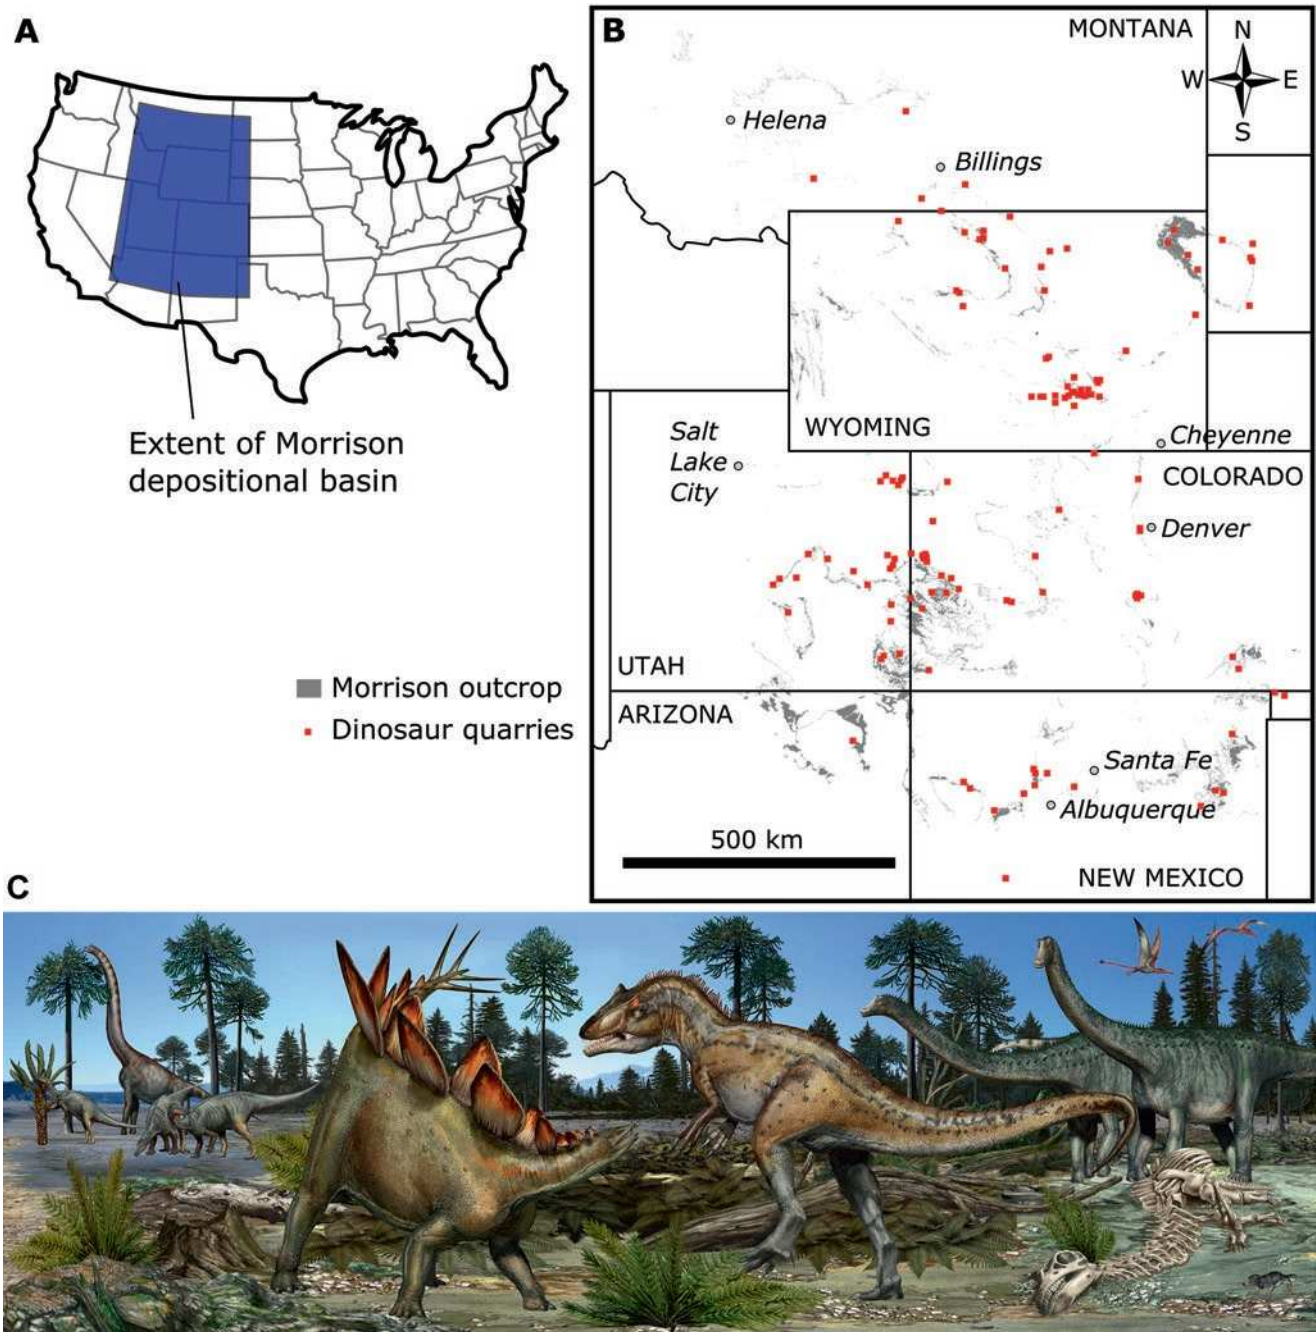 A
Extent of Morrison
depositional basin
Morrison outcrop
Dinosaur quarries
B
MONTANA
N
W
E
S
Helena
Billings
WYOMING
Cheyenne
Salt
Lake
City
COLORADO
Denver
UTAH
ARIZONA
Santa Fe
Albuquerque
500 km
NEW MEXICO
C